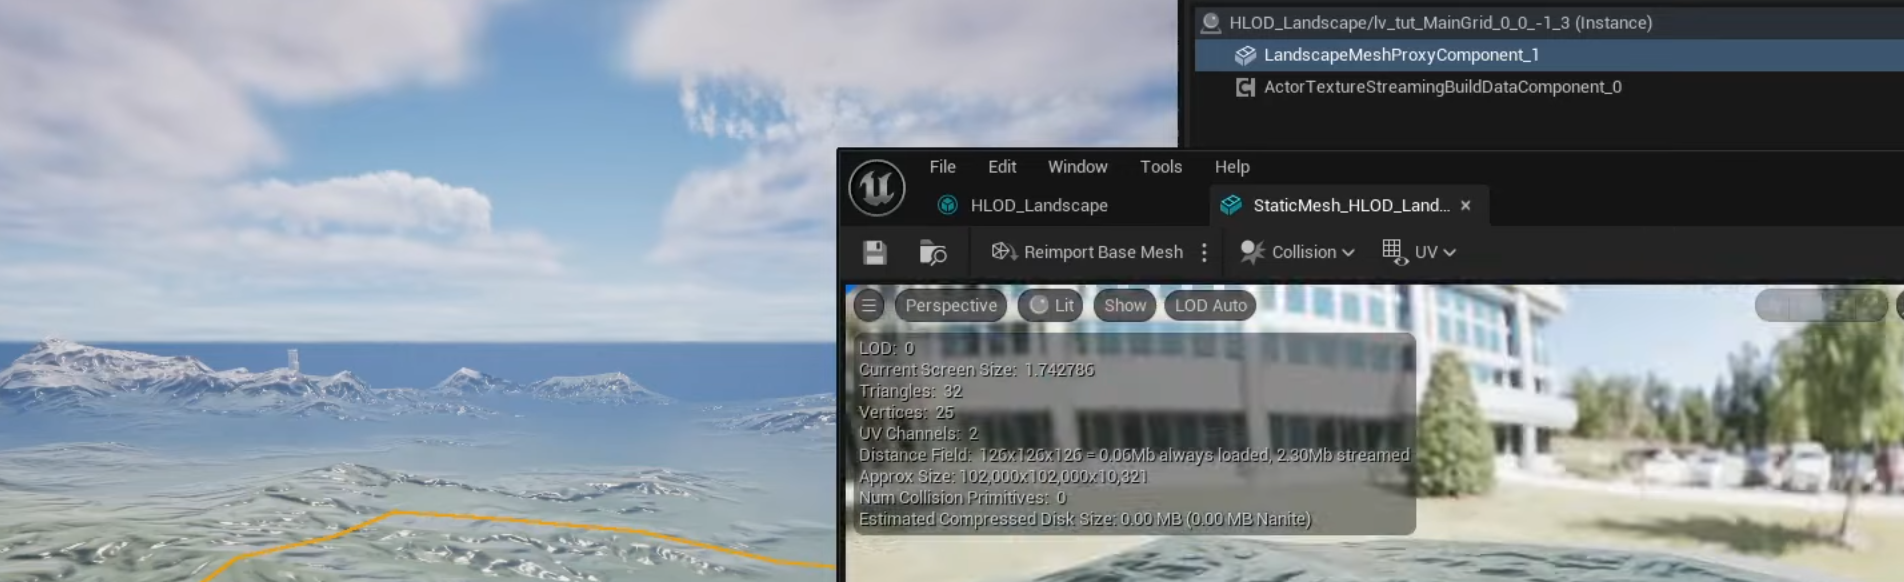 HLOD_Landscape/lv_tut_MainGrid_0_0_-1_3 (Instance)
LandscapeMeshProxyComponent_1
ActorTextureStreamingBuildDataComponent_0
File Edit Window Tools Help
HLOD_Landscape StaticMesh_HLOD_Land...
Reimport Base Mesh Collision UV
Perspective Lit Show LOD Auto
LOD: 0
Current Screen Size: 1.742786
Triangles: 32
Vertices: 25
UV Channels: 2
Distance Field: 126x126x126 = 0.06Mb always loaded, 2.30Mb streamed
Approx Size: 102,000x102,000x10,321
Num Collision Primitives: 0
Estimated Compressed Disk Size: 0.00 MB (0.00 MB Nanite)